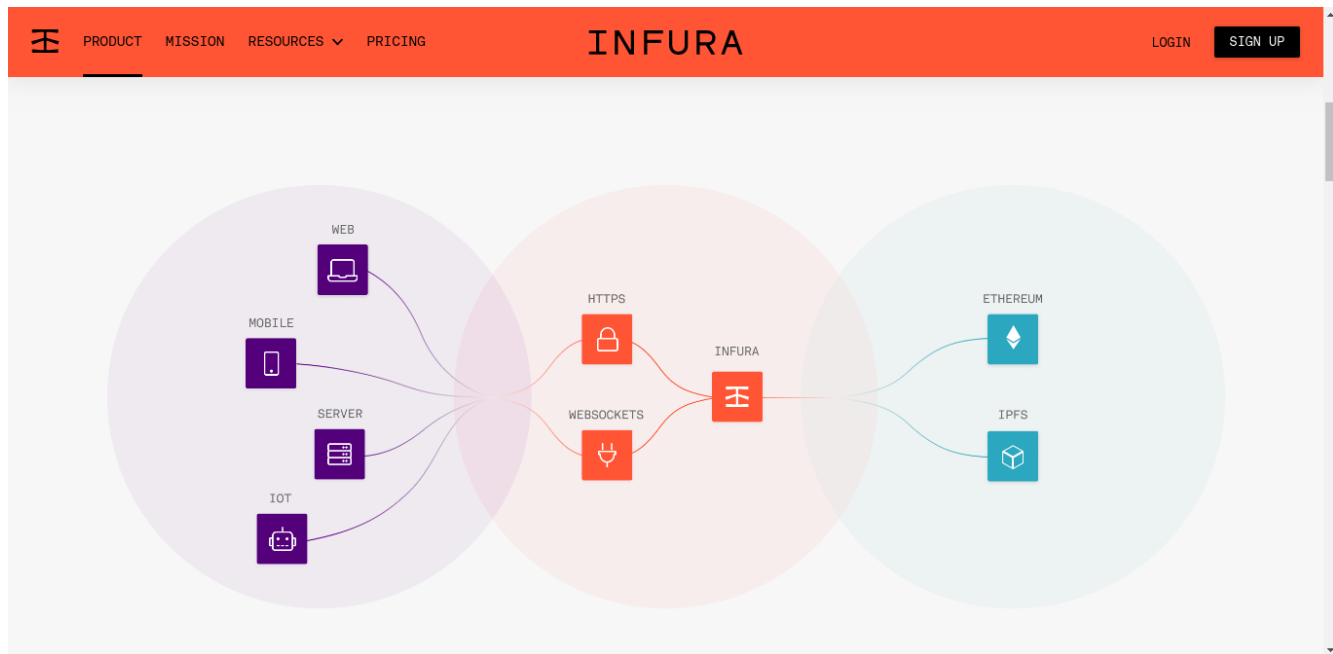 PRODUCT MISSION RESOURCES PRICING INFURA LOGIN SIGN UP
WEB
MOBILE
SERVER
IOT
HTTPS
WEBSOCKETS
INFURA
ETHEREUM
IPFS